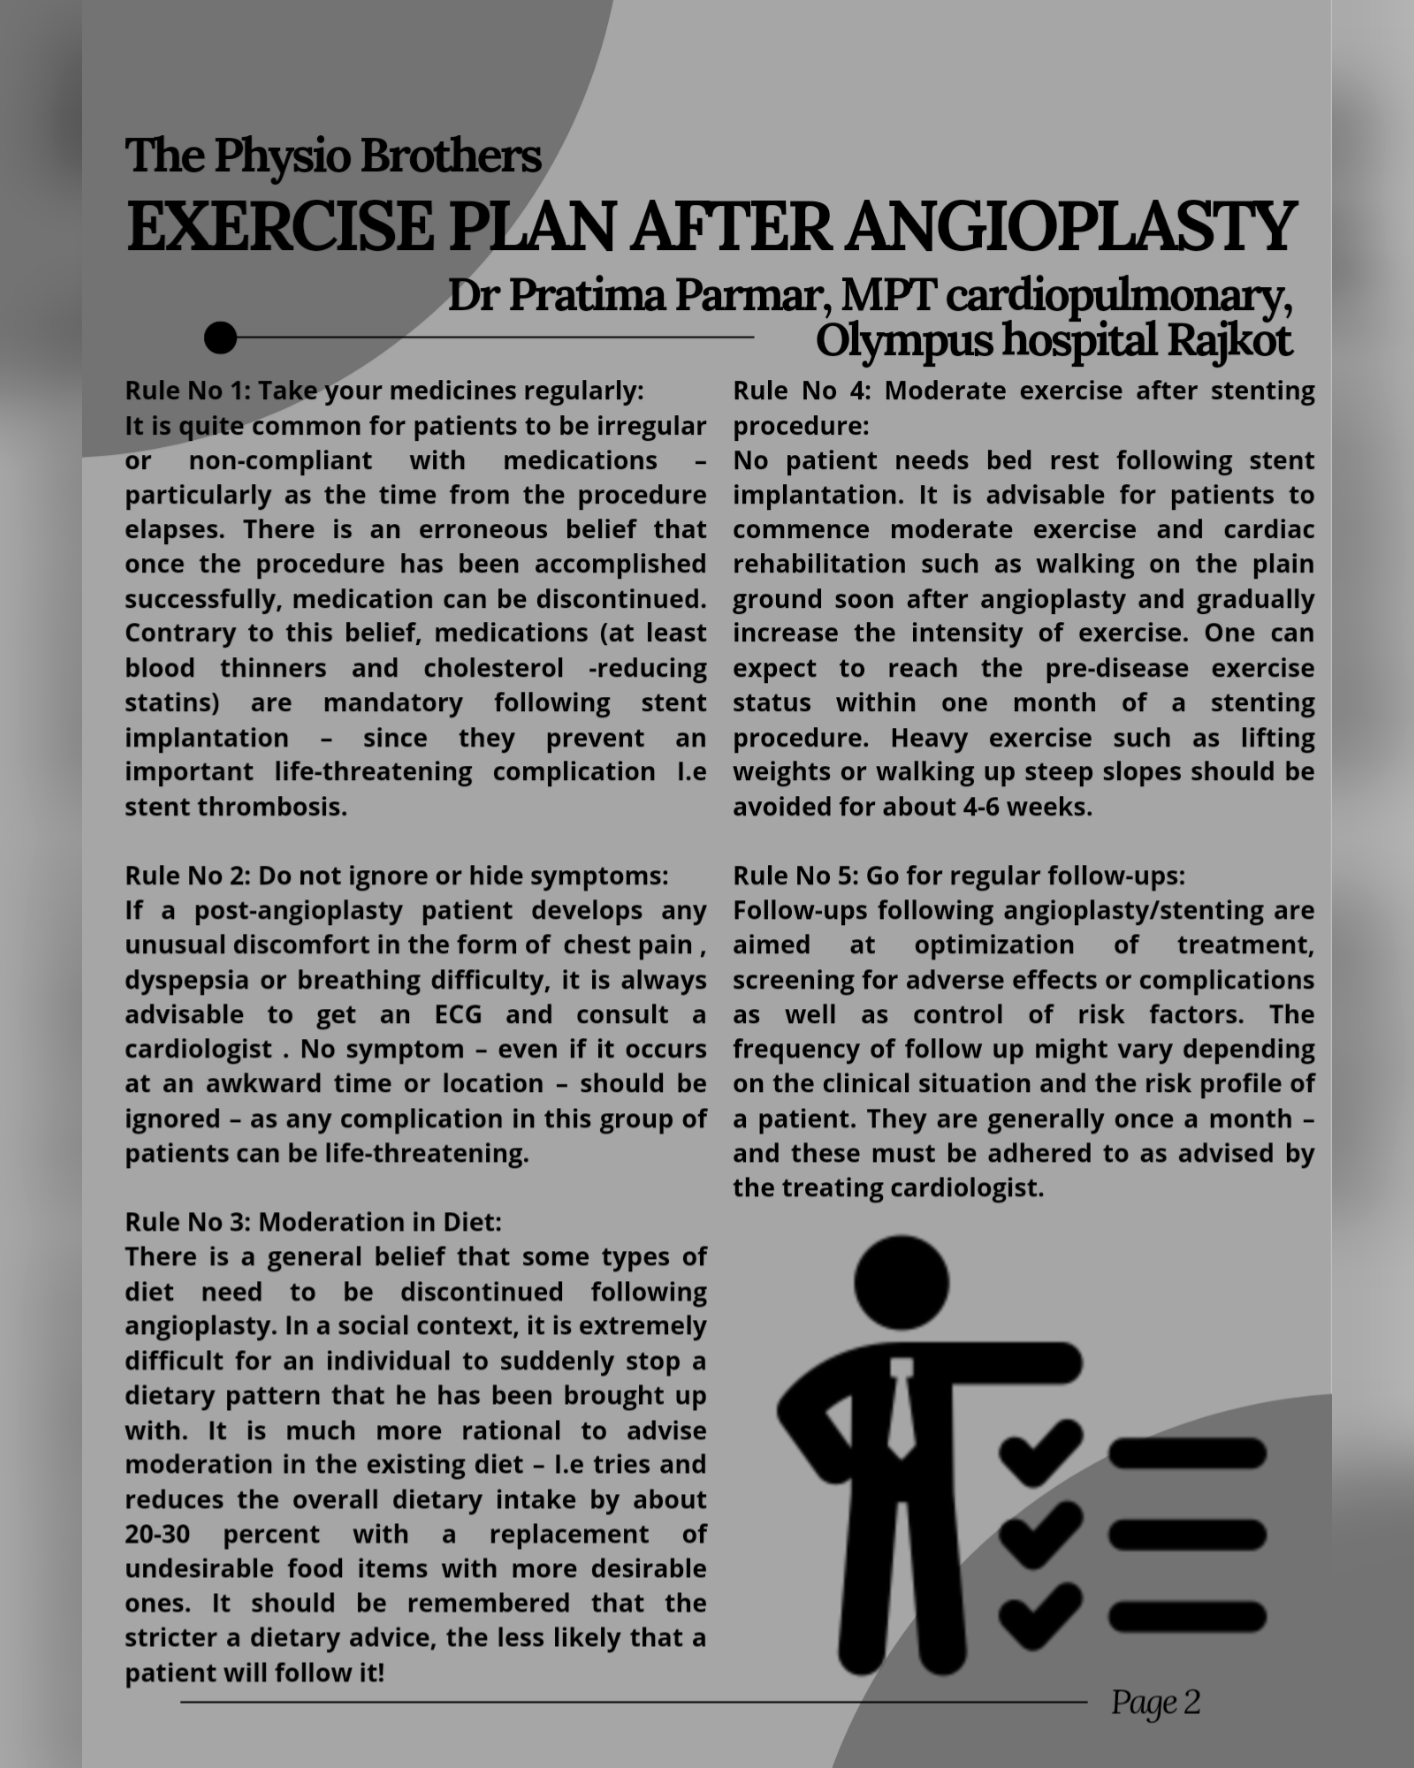 The Physio Brothers
EXERCISE PLAN AFTER ANGIOPLASTY
Dr Pratima Parmar, MPT cardiopulmonary,
Olympus hospital Rajkot
Rule No 1: Take your medicines regularly:
It is quite common for patients to be irregular
or non-compliant with medications –
particularly as the time from the procedure
elapses. There is an erroneous belief that
once the procedure has been accomplished
successfully, medication can be discontinued.
Contrary to this belief, medications (at least
blood thinners and cholesterol -reducing
statins) are mandatory following stent
implantation – since they prevent an
important life-threatening complication I.e
stent thrombosis.
Rule No 2: Do not ignore or hide symptoms:
If a post-angioplasty patient develops any
unusual discomfort in the form of chest pain ,
dyspepsia or breathing difficulty, it is always
advisable to get an ECG and consult a
cardiologist . No symptom – even if it occurs
at an awkward time or location – should be
ignored – as any complication in this group of
patients can be life-threatening.
Rule No 3: Moderation in Diet:
There is a general belief that some types of
diet need to be discontinued following
angioplasty. In a social context, it is extremely
difficult for an individual to suddenly stop a
dietary pattern that he has been brought up
with. It is much more rational to advise
moderation in the existing diet – I.e tries and
reduces the overall dietary intake by about
20-30 percent with a replacement of
undesirable food items with more desirable
ones. It should be remembered that the
stricter a dietary advice, the less likely that a
patient will follow it!
Rule No 4: Moderate exercise after stenting
procedure:
No patient needs bed rest following stent
implantation. It is advisable for patients to
commence moderate exercise and cardiac
rehabilitation such as walking on the plain
ground soon after angioplasty and gradually
increase the intensity of exercise. One can
expect to reach the pre-disease exercise
status within one month of a stenting
procedure. Heavy exercise such as lifting
weights or walking up steep slopes should be
avoided for about 4-6 weeks.
Rule No 5: Go for regular follow-ups:
Follow-ups following angioplasty/stenting are
aimed at optimization of treatment,
screening for adverse effects or complications
as well as control of risk factors. The
frequency of follow up might vary depending
on the clinical situation and the risk profile of
a patient. They are generally once a month –
and these must be adhered to as advised by
the treating cardiologist.
Page 2